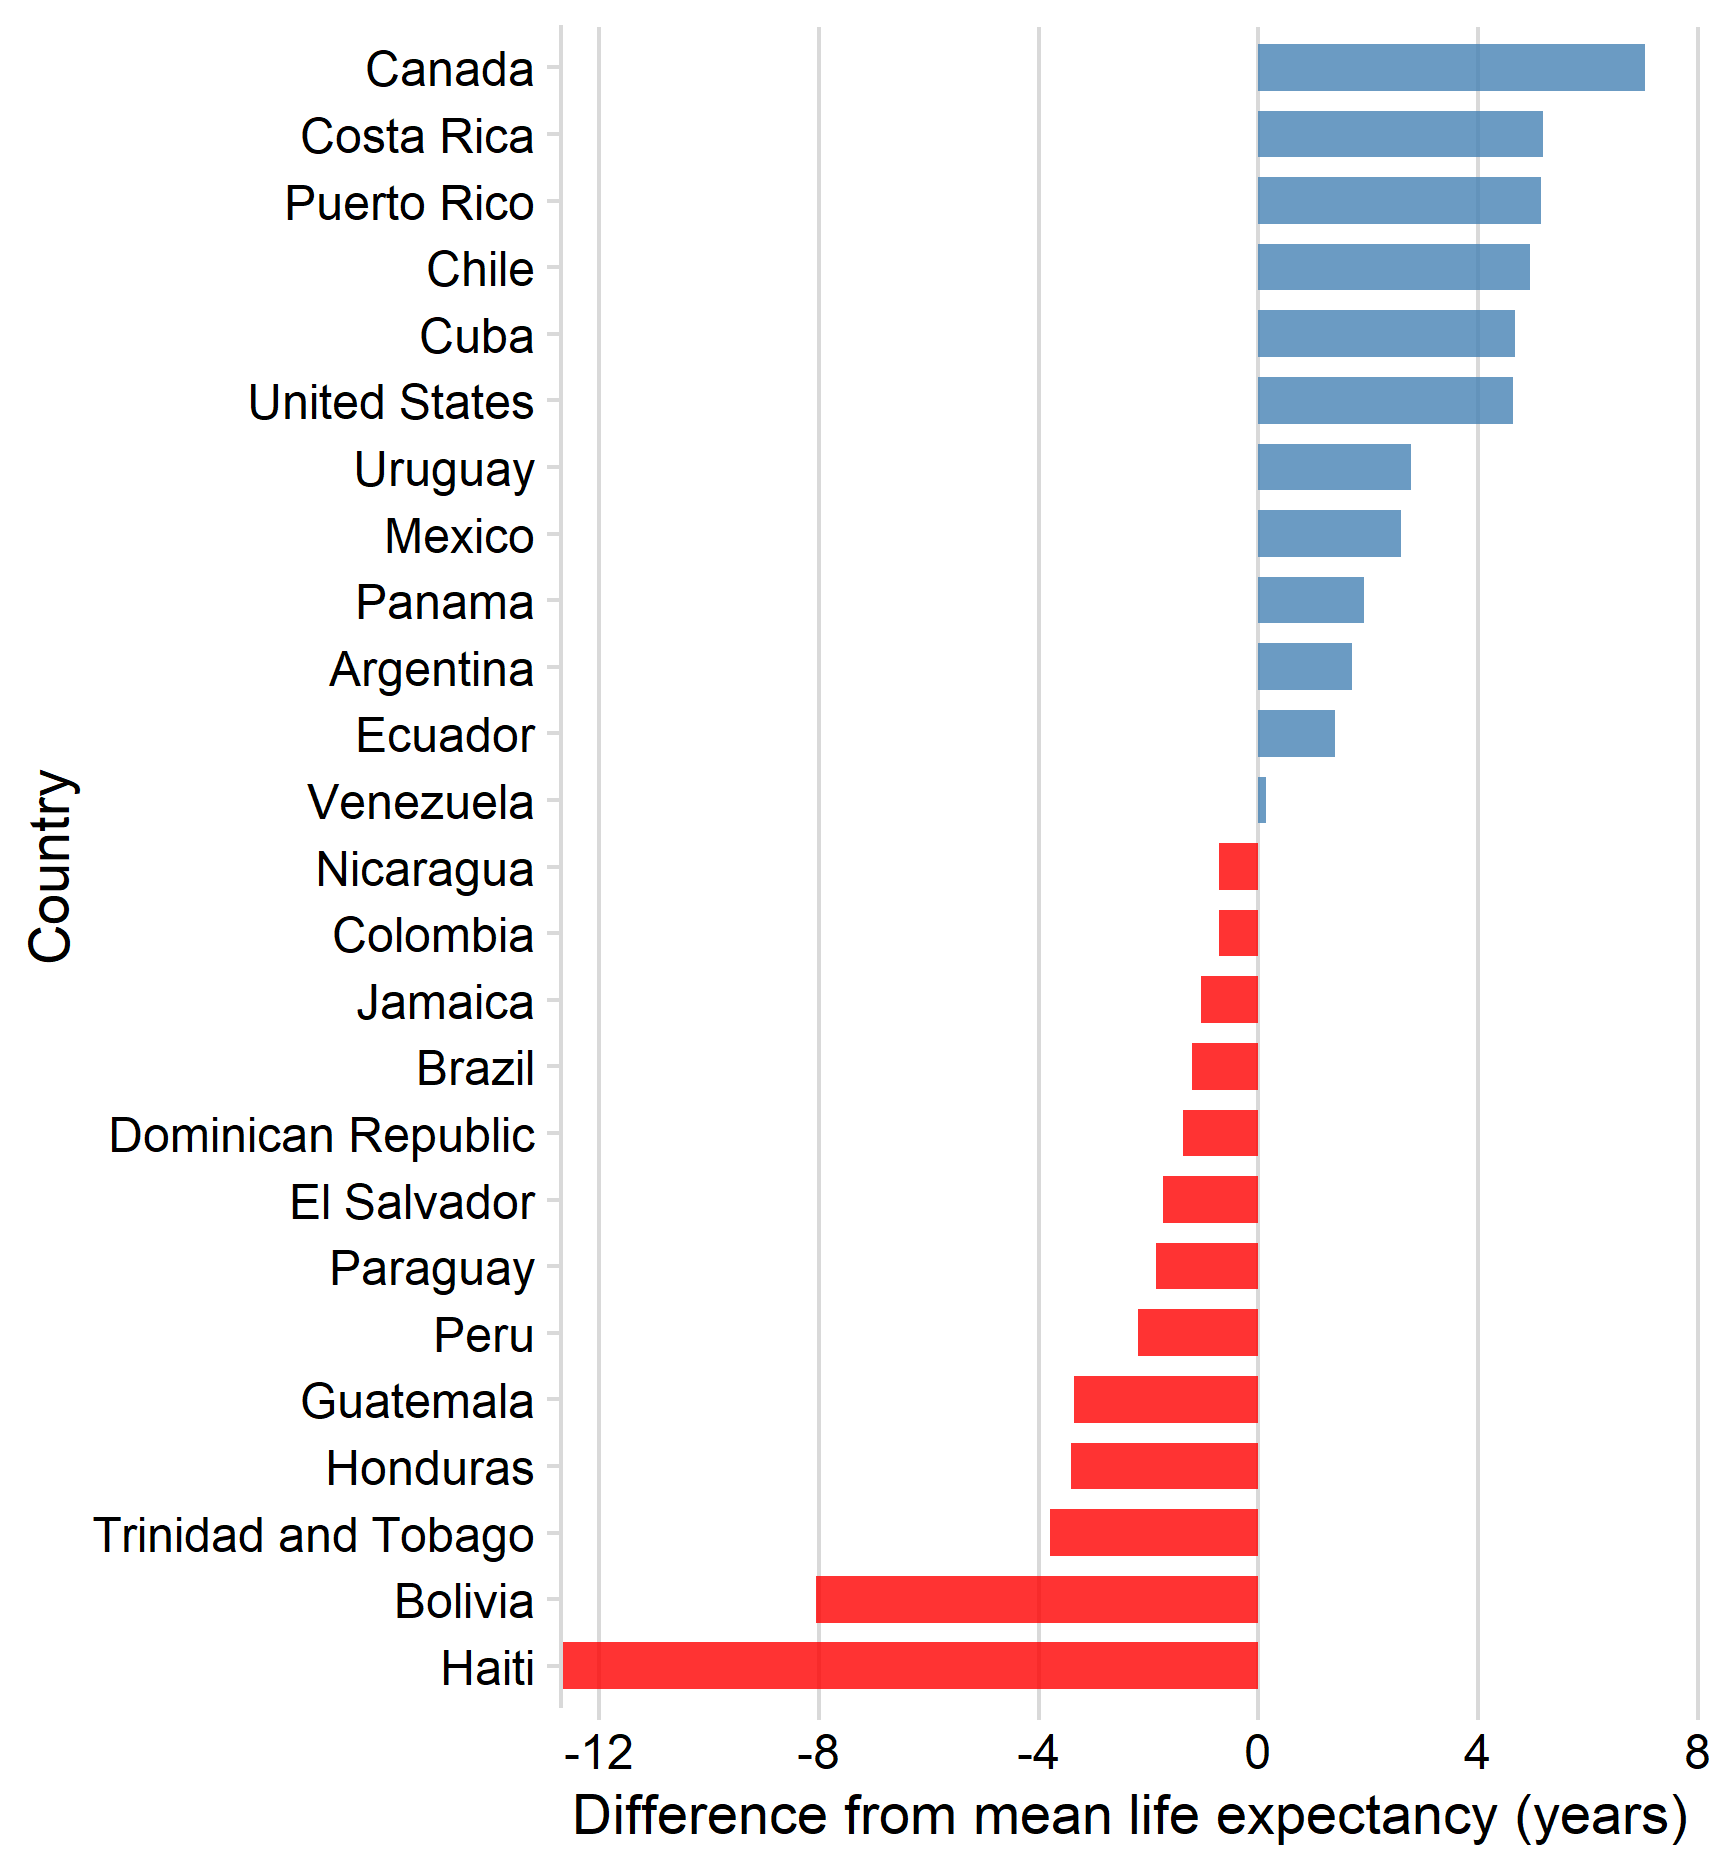 Canada
Costa Rica
Puerto Rico
Chile
Cuba
United States
Uruguay
Mexico
Panama
Argentina
Ecuador
Venezuela
Nicaragua
Colombia
Jamaica
Brazil
Dominican Republic
El Salvador
Paraguay
Peru
Guatemala
Honduras
Trinidad and Tobago
Bolivia
Haiti
Country
-12 -8 -4 0 4 8
Difference from mean life expectancy (years)